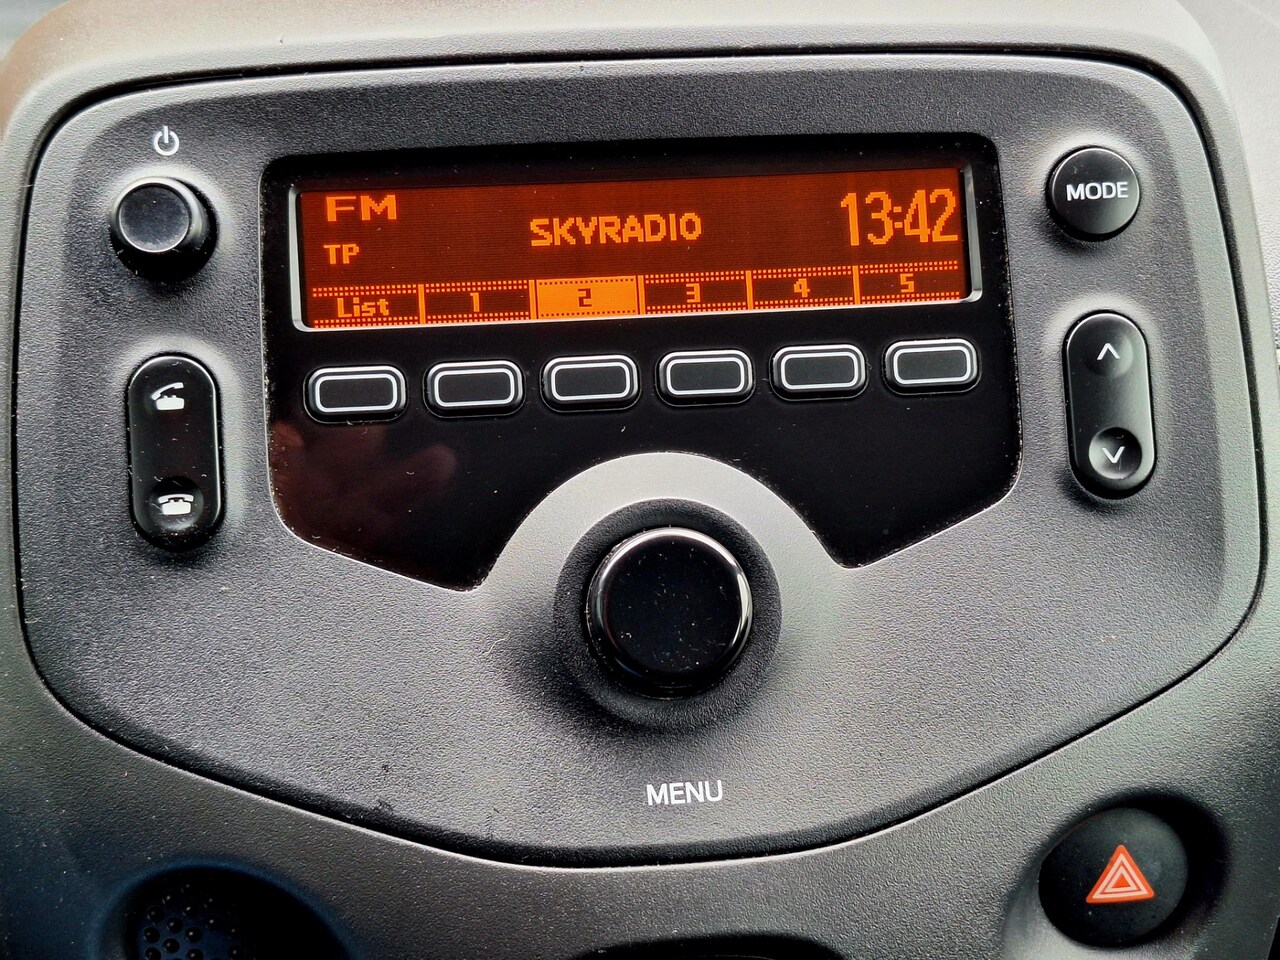 FM
TP
SKYRADIO
13:42
List 1 2 3 4 5
MODE
MENU